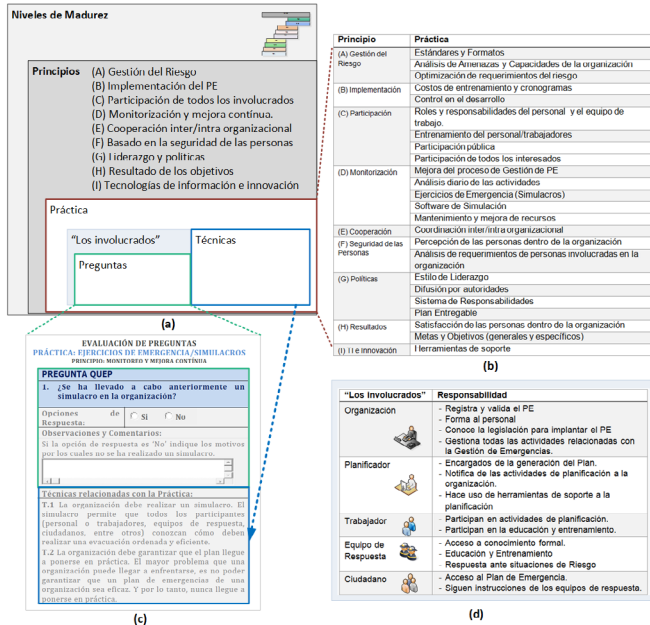 Niveles de Madurez
Principios
(A) Gestión del Riesgo
(B) Implementación del PE
(C) Participación de todos los involucrados
(D) Monitorización y mejora contínua.
(E) Cooperación inter/intra organizacional
(F) Basado en la seguridad de las personas
(G) Liderazgo y políticas
(H) Resultado de los objetivos
(I) Tecnologías de información e innovación
Práctica
"Los involucrados"
Preguntas
Técnicas
(a)
Principio Práctica
(A) Gestión del Riesgo
Estándares y Formatos
Análisis de Amenazas y Capacidades de la organización
Optimización de requerimientos del riesgo
(B) Implementación
Costos de entrenamiento y cronogramas
Control en el desarrollo
(C) Participación
Roles y responsabilidades del personal y el equipo de
trabajo.
Entrenamiento del personal/trabajadores
Participación pública
Participación de todos los interesados
(D) Monitorización
Mejora del proceso de Gestión de PE
Análisis diario de las actividades
Ejercicios de Emergencia (Simulacros)
Software de Simulación
Mantenimiento y mejora de recursos
(E) Cooperación
Coordinación inter/intra organizacional
(F) Seguridad de las
Personas
Percepción de las personas dentro de la organización
Análisis de requerimientos de personas involucradas en la
organización
(G) Políticas
Estilo de Liderazgo
Difusión por autoridades
Sistema de Responsabilidades
Plan Entregable
(H) Resultados
Satisfacción de las personas dentro de la organización
Metas y Objetivos (generales y específicos)
(I) TI e Innovación
Herramientas de soporte
(b)
EVALUACIÓN DE PREGUNTAS
PRÁCTICA: EJERCICIOS DE EMERGENCIA/SIMULACROS
PRINCIPIO: MONITOREO Y MEJORA CONTÍNUA
PREGUNTA QUEP
1. ¿Se ha llevado a cabo anteriormente un
simulacro en la organización?
Opciones de
Respuesta:
Si No
Observaciones y Comentarios:
Si la opción de respuesta es 'No' indique los motivos
por los cuales no se ha realizado un simulacro.
Técnicas relacionadas con la Práctica:
T.1 La organización debe realizar un simulacro. El
simulacro permite que todos los participantes
(personal o trabajadores, equipos de respuesta,
ciudadanos, entre otros) conozcan cómo deben
realizar una evacuación ordenada y eficiente.
T.2 La organización debe garantizar que el plan llegue
a ponerse en práctica. El mayor problema que una
organización puede llegar a enfrentarse, es no poder
garantizar que un plan de emergencias de una
organización sea eficaz. Y por lo tanto, nunca llegue a
ponerse en práctica.
(c)
"Los involucrados" Responsabilidad
Organización
- Registra y valida el PE
- Forma al personal
- Conoce la legislación para implantar el PE
- Gestiona todas las actividades relacionadas con
la Gestión de Emergencias.
Planificador
- Encargados de la generación del Plan.
- Notifica de las actividades de planificación a la
organización.
- Hace uso de herramientas de soporte a la
planificación
Trabajador
- Participan en actividades de planificación.
- Participan en la educación y entrenamiento.
Equipo de
Respuesta
- Acceso a conocimiento formal.
- Educación y Entrenamiento
- Respuesta ante situaciones de Riesgo
Ciudadano
- Acceso al Plan de Emergencia.
- Siguen instrucciones de los equipos de respuesta.
(d)